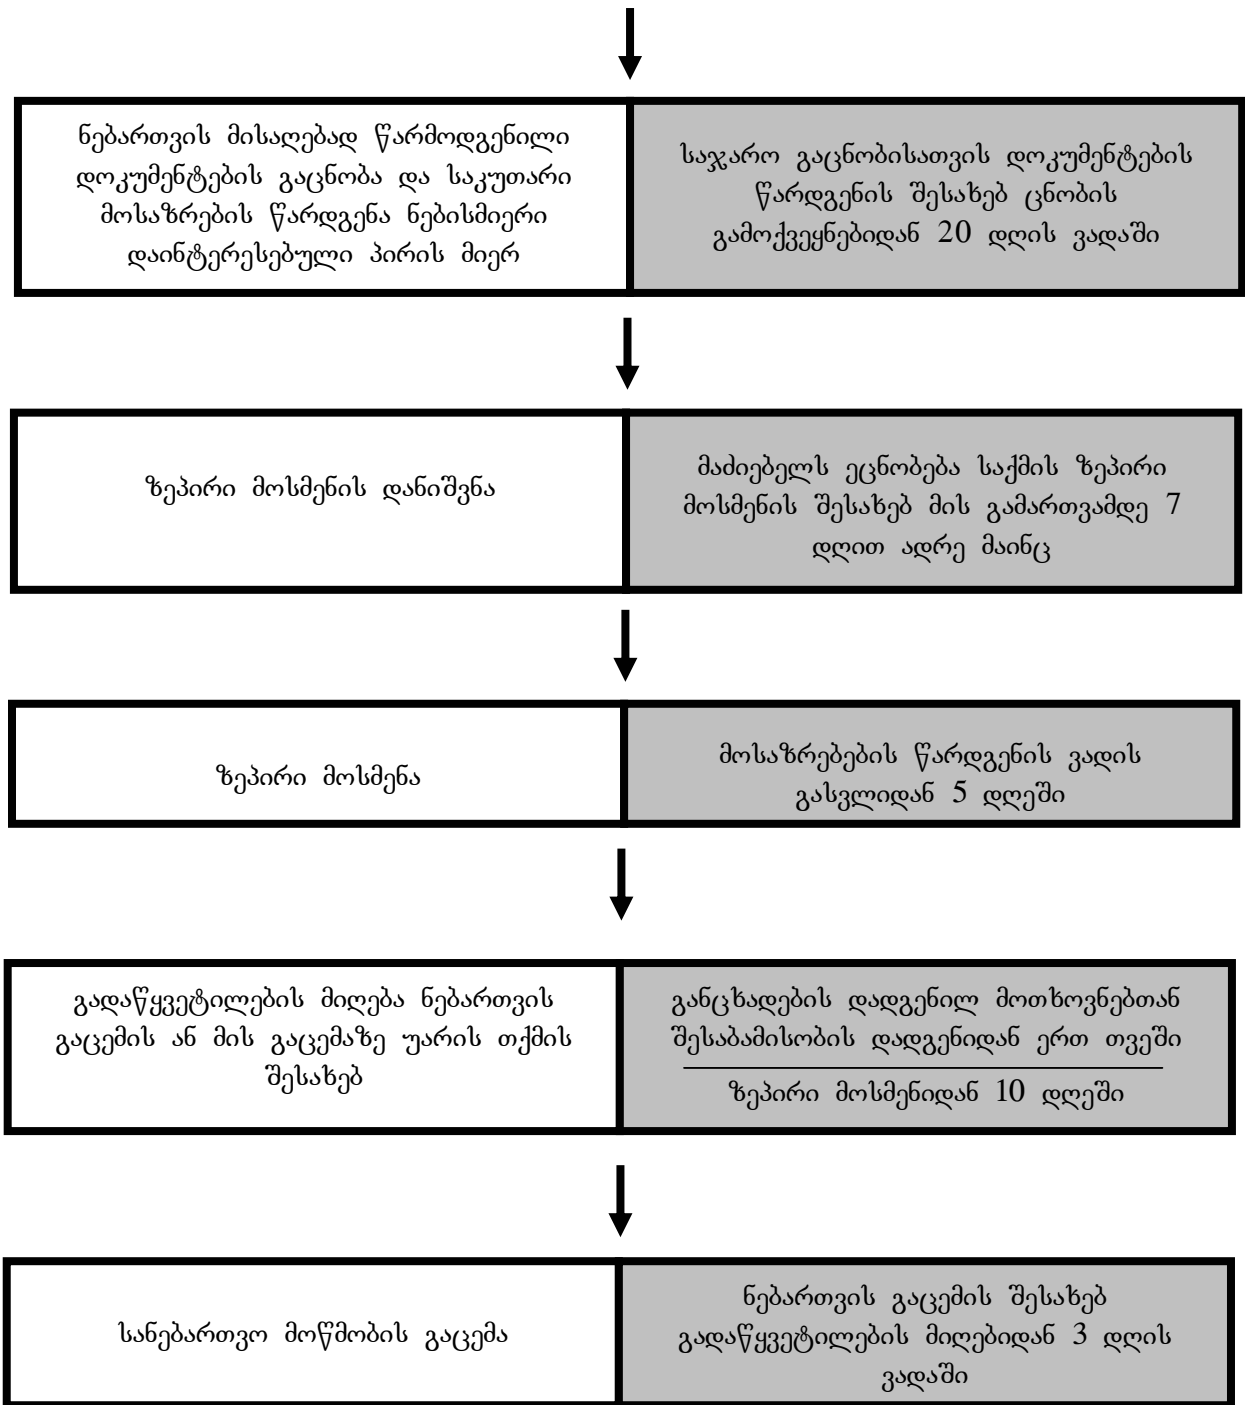 ნებართვის მისაღებად წარმოდგენილი
დოკუმენტების გაცნობა და საკუთარი
მოსაზრების წარდგენა ნებისმიერი
დაინტერესებული პირის მიერ
საჯარო გაცნობისათვის დოკუმენტების
წარდგენის შესახებ ცნობის
გამოქვეყნებიდან 20 დღის ვადაში
ზეპირი მოსმენის დანიშვნა
მაძიებელს ეცნობება საქმის ზეპირი
მოსმენის შესახებ მის გამართვამდე 7
დღით ადრე მაინც
ზეპირი მოსმენა
მოსაზრებების წარდგენის ვადის
გასვლიდან 5 დღეში
გადაწყვეტილების მიღება ნებართვის
გაცემის ან მის გაცემაზე უარის თქმის
შესახებ
განცხადების დადგენილ მოთხოვნებთან
შესაბამისობის დადგენიდან ერთ თვეში
ზეპირი მოსმენიდან 10 დღეში
სანებართვო მოწმობის გაცემა
ნებართვის გაცემის შესახებ
გადაწყვეტილების მიღებიდან 3 დღის
ვადაში